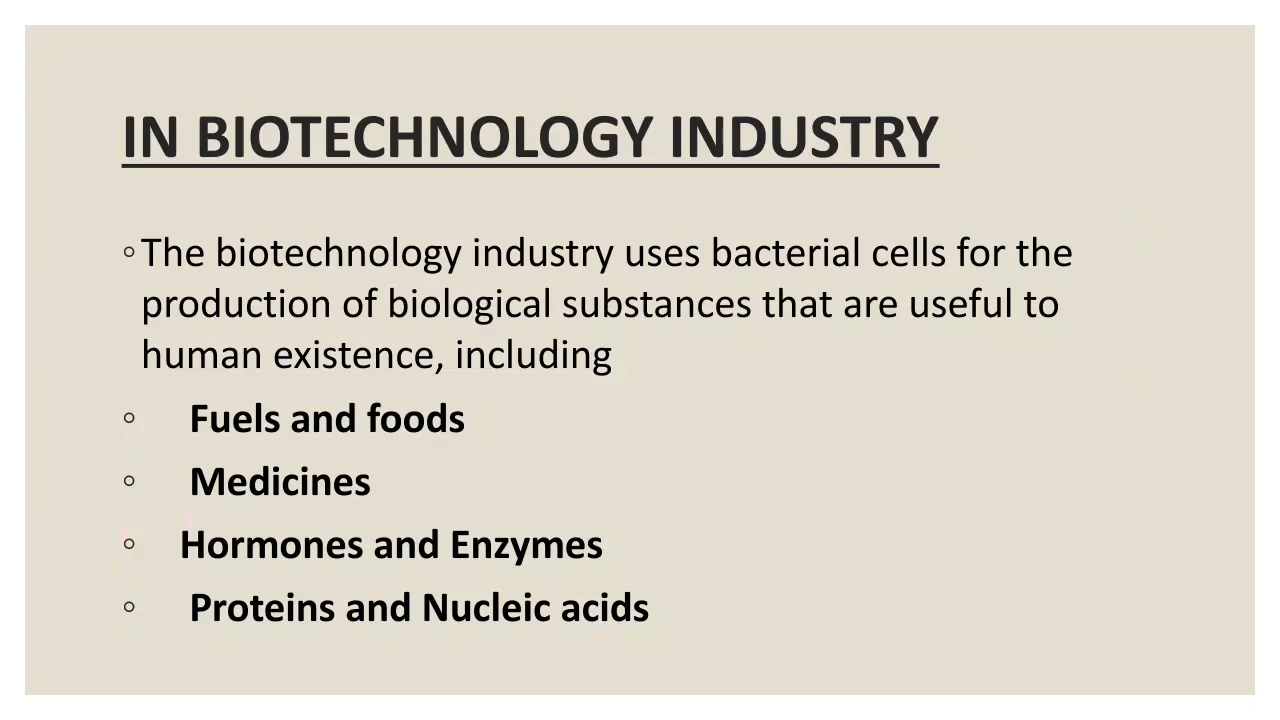 IN BIOTECHNOLOGY INDUSTRY
◦ The biotechnology industry uses bacterial cells for the
production of biological substances that are useful to
human existence, including
◦ Fuels and foods
◦ Medicines
◦ Hormones and Enzymes
◦ Proteins and Nucleic acids